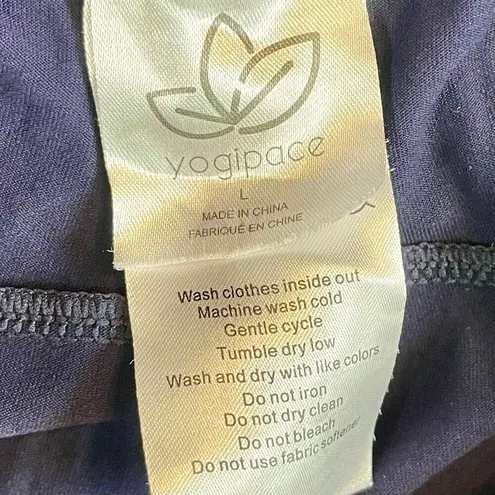 yogipace
L
MADE IN CHINA
FABRIQUÉ EN CHINE
Wash clothes inside out
Machine wash cold
Gentle cycle
Tumble dry low
Wash and dry with like colors
Do not iron
Do not dry clean
Do not bleach
Do not use fabric softener